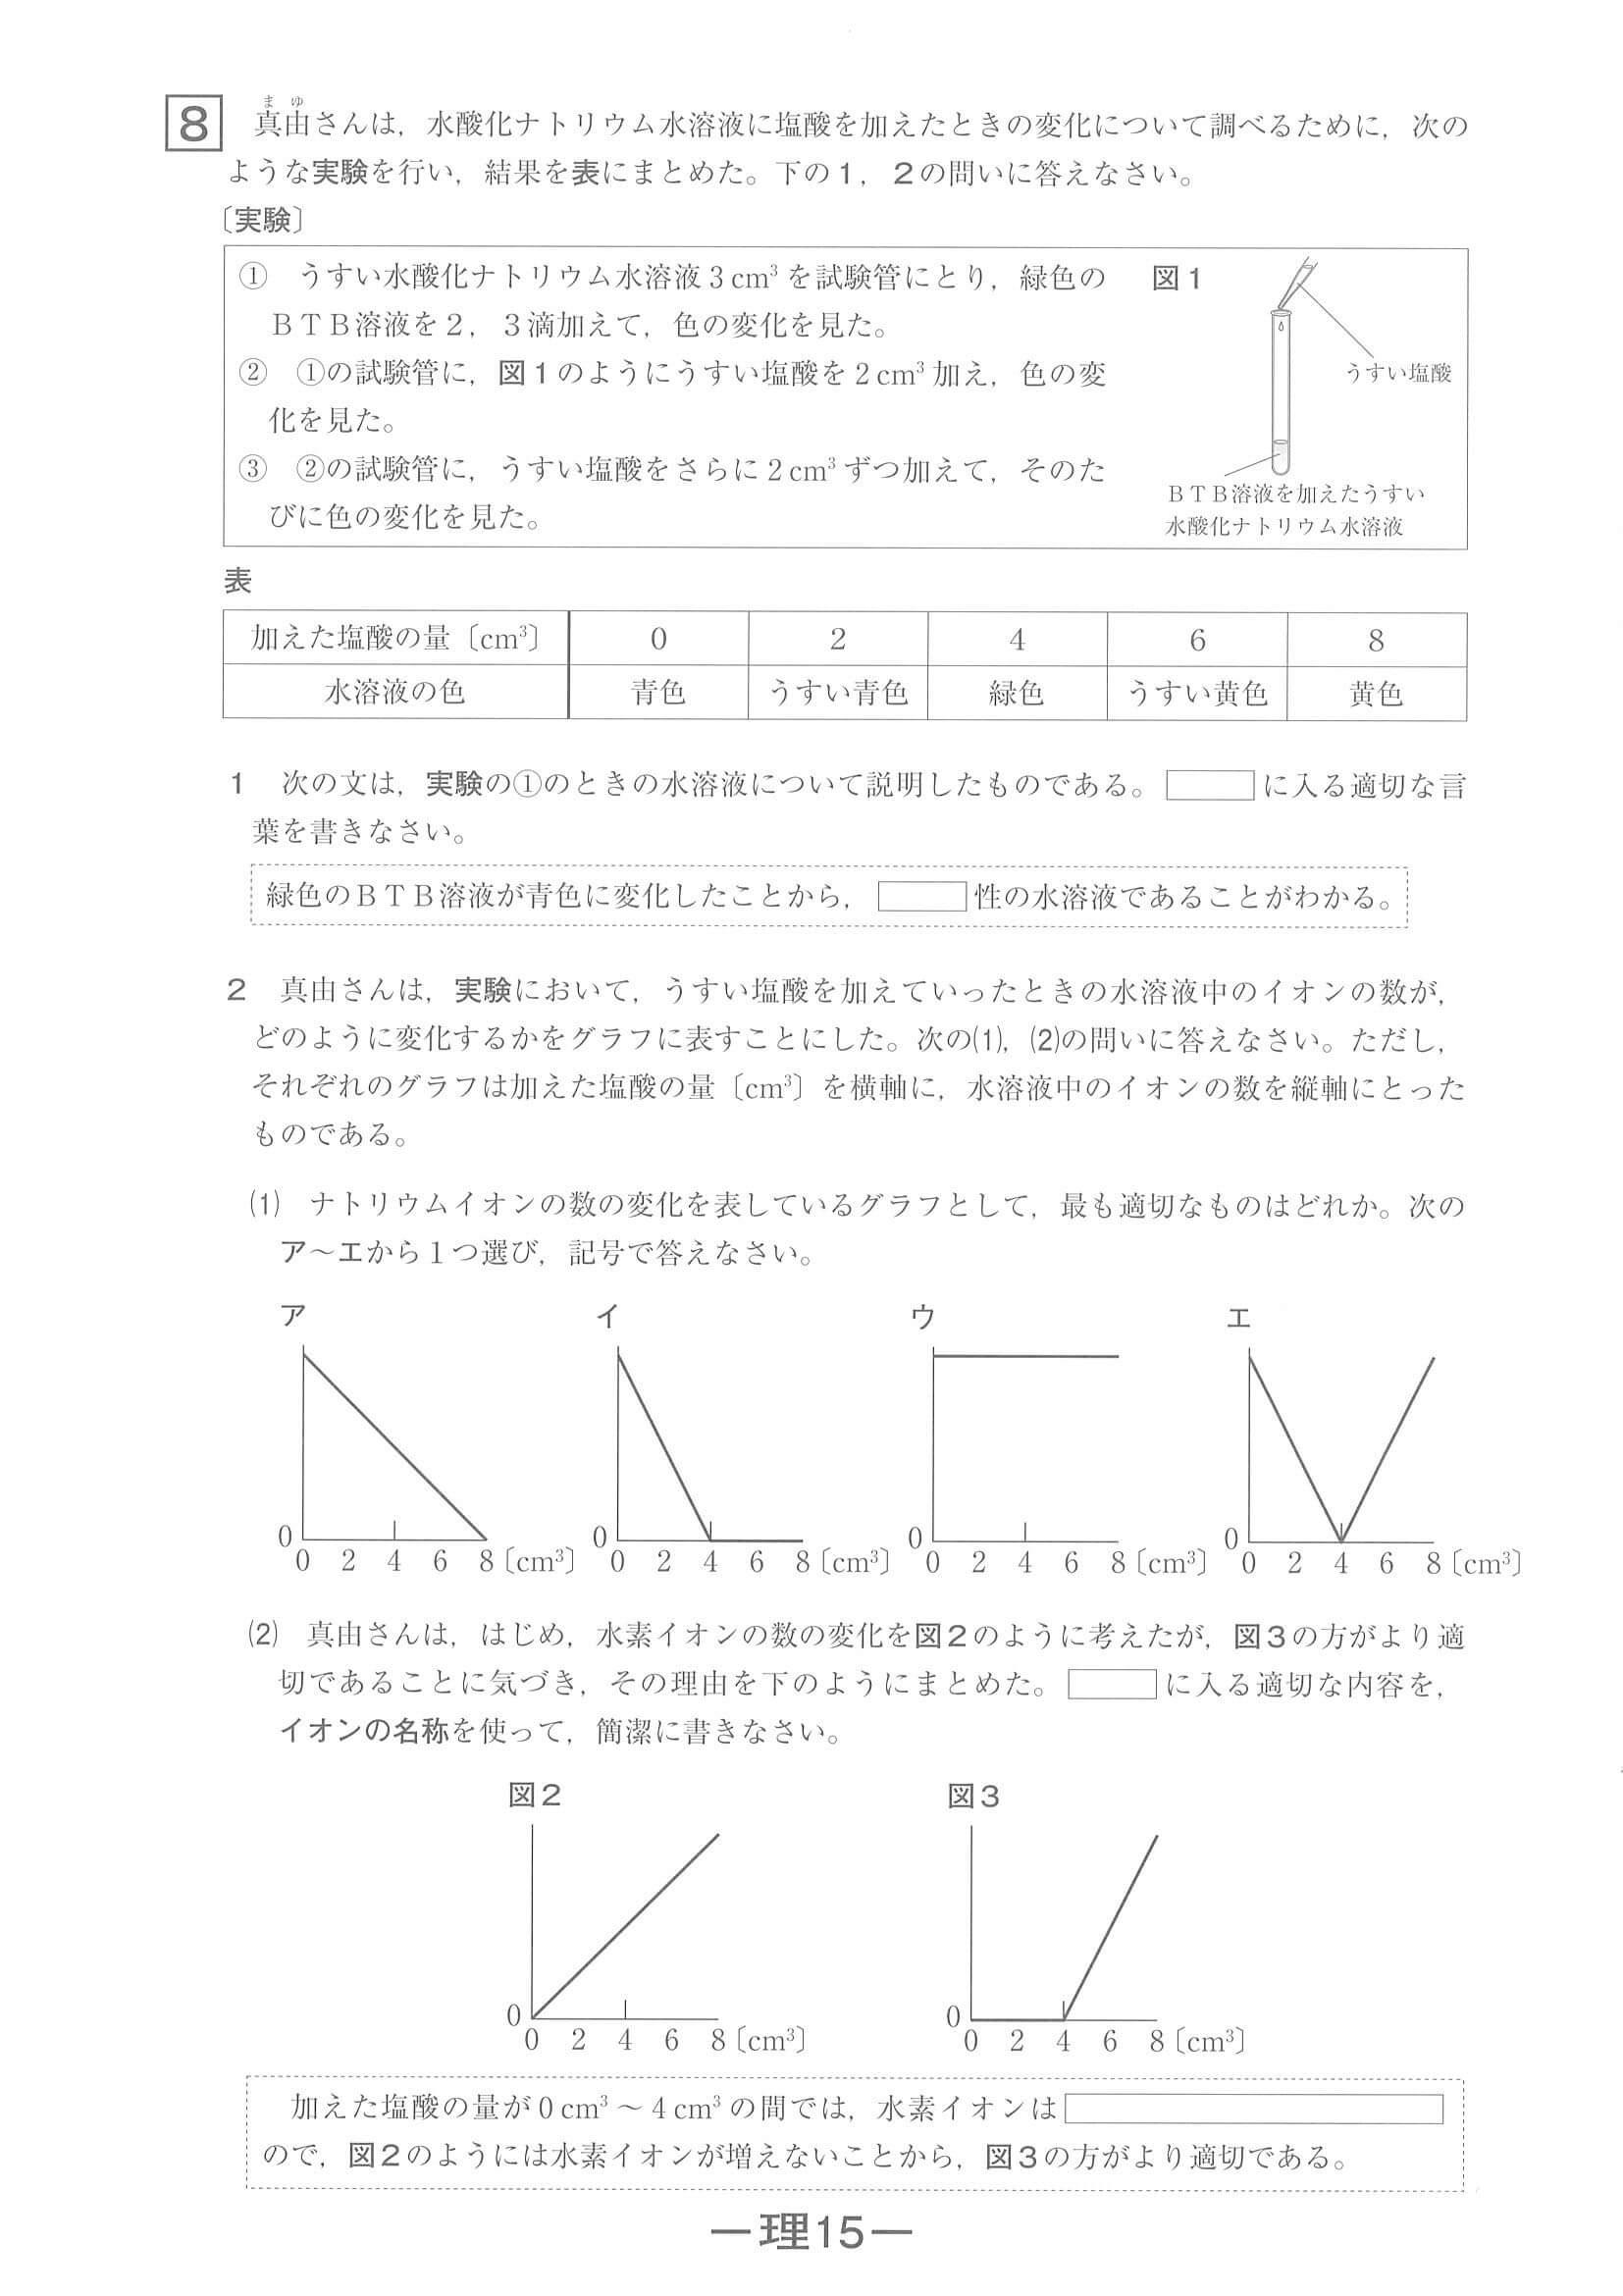 8 真由さんは，水酸化ナトリウム水溶液に塩酸を加えたときの変化について調べるために，次の
まゆ
ような実験を行い，結果を表にまとめた。下の1，2の問いに答えなさい。
〔実験〕
① うすい水酸化ナトリウム水溶液3cm³を試験管にとり，緑色の
BTB溶液を2，3滴加えて，色の変化を見た。
② ①の試験管に，図1のようにうすい塩酸を2cm³加え，色の変
化を見た。
③ ②の試験管に，うすい塩酸をさらに2cm³ずつ加えて，そのた
びに色の変化を見た。
図1
うすい塩酸
BTB溶液を加えたうすい
水酸化ナトリウム水溶液
表
加えた塩酸の量〔cm³〕 0 2 4 6 8
水溶液の色 青色 うすい青色 緑色 うすい黄色 黄色
1 次の文は，実験の①のときの水溶液について説明したものである。 に入る適切な言
葉を書きなさい。
緑色のBTB溶液が青色に変化したことから， 性の水溶液であることがわかる。
2 真由さんは，実験において，うすい塩酸を加えていったときの水溶液中のイオンの数が，
どのように変化するかをグラフに表すことにした。次の(1)，(2)の問いに答えなさい。ただし，
それぞれのグラフは加えた塩酸の量〔cm³〕を横軸に，水溶液中のイオンの数を縦軸にとった
ものである。
(1) ナトリウムイオンの数の変化を表しているグラフとして，最も適切なものはどれか。次の
ア～エから1つ選び，記号で答えなさい。
ア イ ウ エ
0 0 0 0
0 2 4 6 8〔cm³〕 0 2 4 6 8〔cm³〕 0 2 4 6 8〔cm³〕 0 2 4 6 8〔cm³〕
(2) 真由さんは，はじめ，水素イオンの数の変化を図2のように考えたが，図3の方がより適
切であることに気づき，その理由を下のようにまとめた。 に入る適切な内容を，
イオンの名称を使って，簡潔に書きなさい。
図2 図3
0 0
0 2 4 6 8〔cm³〕 0 2 4 6 8〔cm³〕
加えた塩酸の量が0cm³～4cm³の間では，水素イオンは
ので，図2のようには水素イオンが増えないことから，図3の方がより適切である。
―理15―